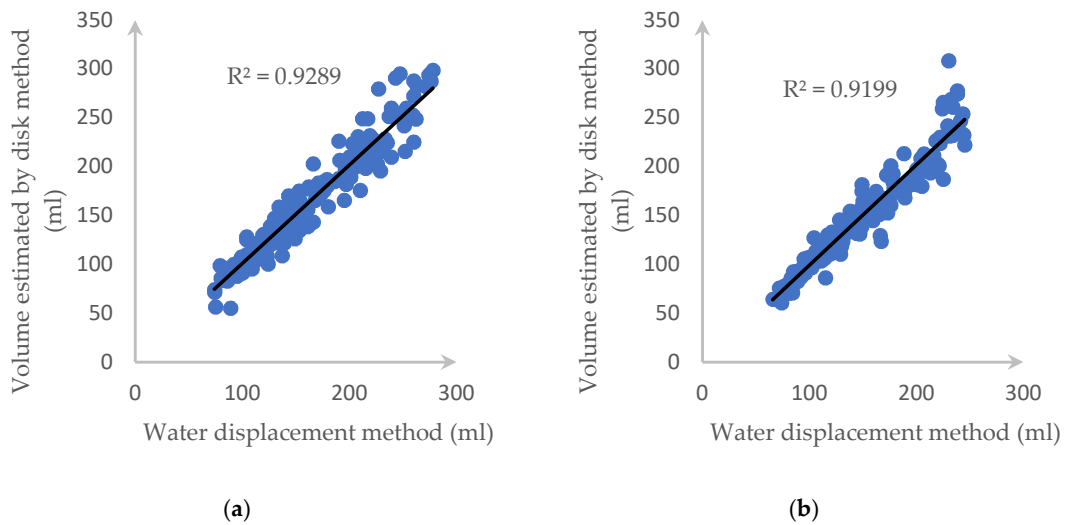 Volume estimated by disk method
(ml)
350
300
250
200
150
100
50
0
R² = 0.9289
0
100
200
300
Water displacement method (ml)
(a)
Volume estimated by disk method
(ml)
350
300
250
200
150
100
50
0
R² = 0.9199
0
100
200
300
Water displacement method (ml)
(b)